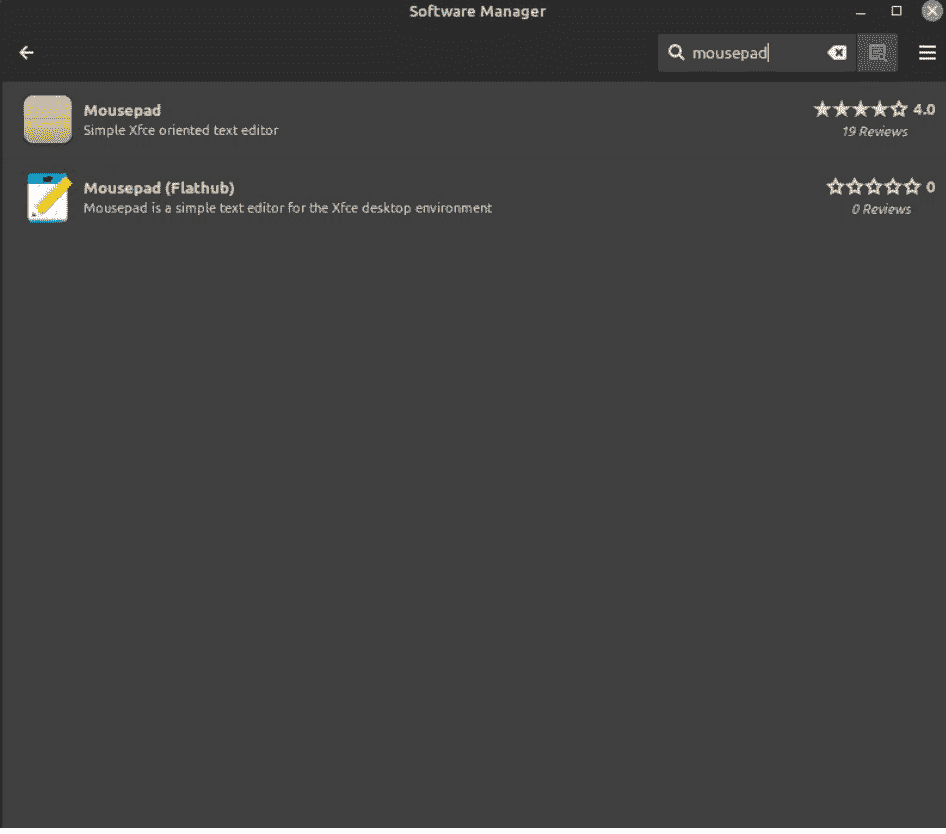 Software Manager
mousepad
Mousepad
Simple Xfce oriented text editor
4.0
19 Reviews
Mousepad (Flathub)
Mousepad is a simple text editor for the Xfce desktop environment
0
0 Reviews